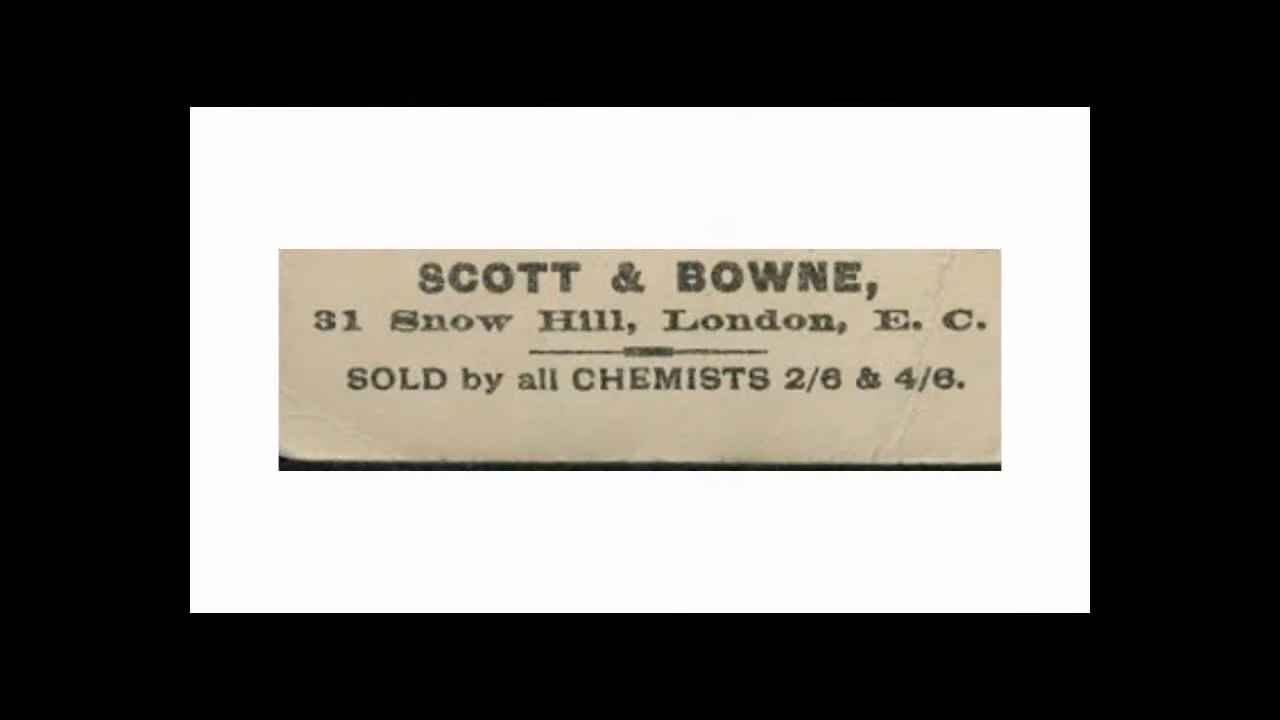 SCOTT & BOWNE,
31 Snow Hill, London, E. C.
SOLD by all CHEMISTS 2/6 & 4/6.